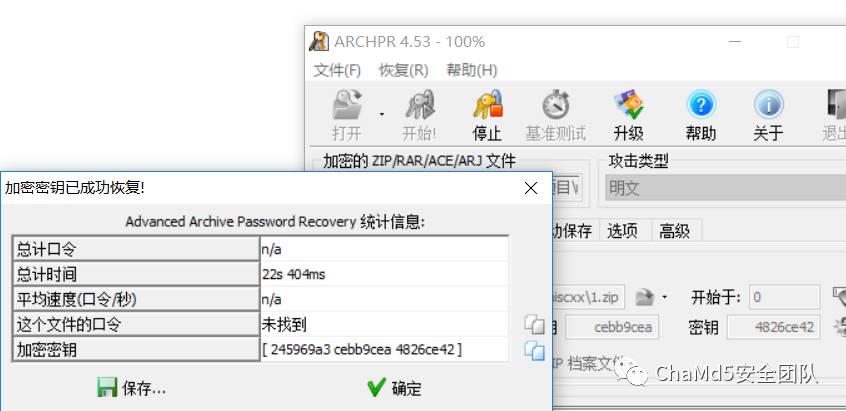 ARCHPR 4.53 - 100%
文件(F) 恢复(R) 帮助(H)
打开 开始! 停止 基准测试 升级 帮助 关于 退出
加密的 ZIP/RAR/ACE/ARJ 文件 攻击类型
明文
加密密钥已成功恢复!
Advanced Archive Password Recovery 统计信息:
总计口令 n/a
总计时间 22s 404ms
平均速度(口令/秒) n/a
这个文件的口令 未找到
加密密钥 [ 245969a3 cebb9cea 4826ce42 ]
保存... 确定
保存 选项 高级
iscxx\1.zip 开始于: 0
cebb9cea 密钥 4826ce42
档案文件
ChaMd5安全团队